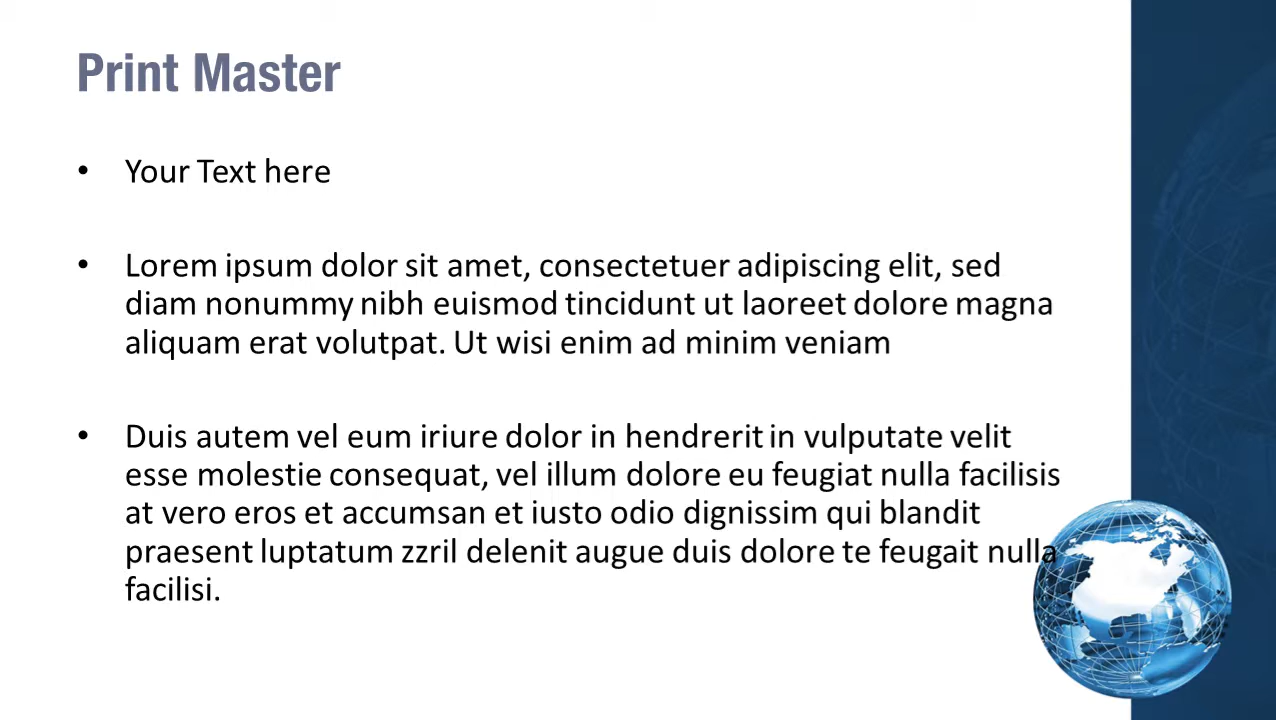 Print Master
• Your Text here
• Lorem ipsum dolor sit amet, consectetuer adipiscing elit, sed
diam nonummy nibh euismod tincidunt ut laoreet dolore magna
aliquam erat volutpat. Ut wisi enim ad minim veniam
• Duis autem vel eum iriure dolor in hendrerit in vulputate velit
esse molestie consequat, vel illum dolore eu feugiat nulla facilisis
at vero eros et accumsan et iusto odio dignissim qui blandit
praesent luptatum zzril delenit augue duis dolore te feugait nulla
facilisi.